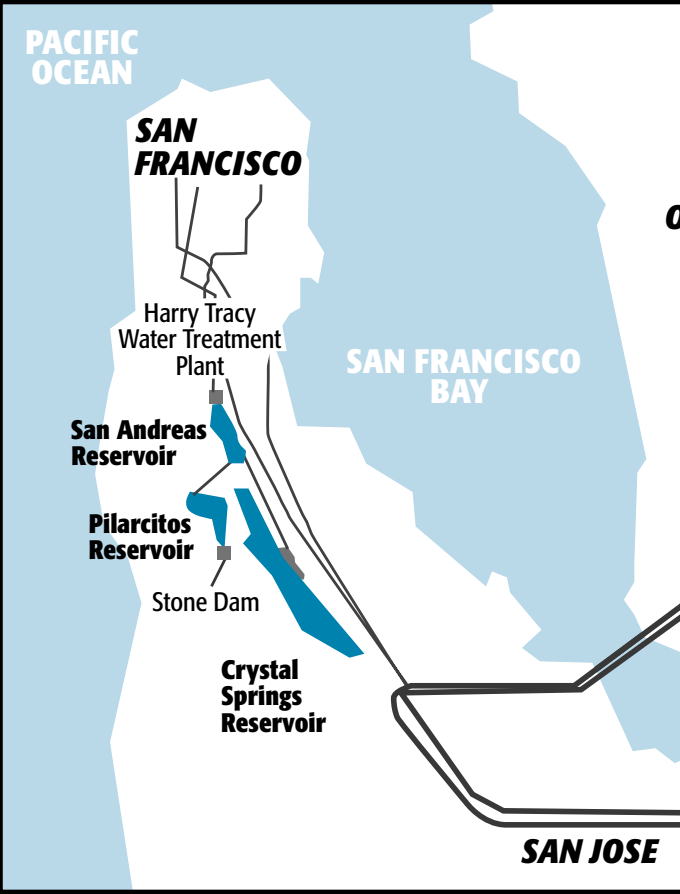 PACIFIC
OCEAN
SAN
FRANCISCO
O
Harry Tracy
Water Treatment
Plant
SAN FRANCISCO
BAY
San Andreas
Reservoir
Pilarcitos
Reservoir
Stone Dam
Crystal
Springs
Reservoir
SAN JOSE